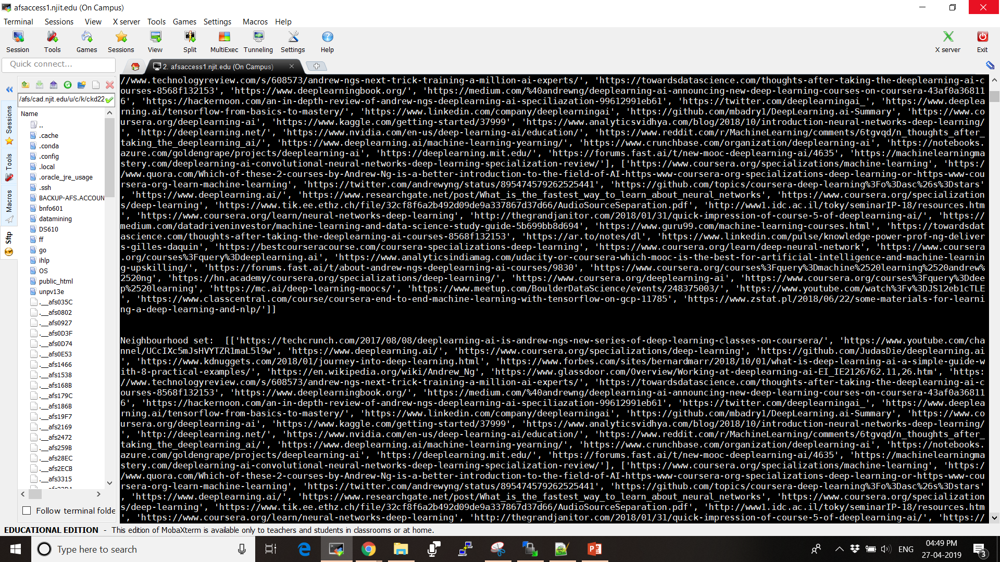 afsaccess1.njit.edu (On Campus)
Terminal Sessions View X server Tools Games Settings Macros Help
Session Tools Games Sessions View Split MultiExec Tunneling Settings Help X server Exit
Quick connect...
2. afsaccess1.njit.edu (On Campus)
/afs/cad.njit.edu/u/c/k/ckd22
Name
..
.cache
.conda
.config
.local
.oracle_jre_usage
.ssh
BACKUP-AFS.ACCOUN
bnfo601
datamining
DS610
ff
go
ihlp
OS
public_html
unpv13e
.__afs035C
.__afs0802
.__afs0927
.__afs0D3F
.__afs0D74
.__afs0E53
.__afs1466
.__afs1538
.__afs168B
.__afs179C
.__afs186B
.__afs19F7
.__afs2169
.__afs2472
.__afs259B
.__afs28EC
.__afs2ECB
.__afs3315
Follow terminal folde
Sessions
Tools
Macros
Sftp
//www.technologyreview.com/s/608573/andrew-ngs-next-trick-training-a-million-ai-experts/', 'https://towardsdatascience.com/thoughts-after-taking-the-deeplearning-ai-c
ourses-8568f132153', 'https://www.deeplearningbook.org/', 'https://medium.com/%40andrewng/deeplearning-ai-announcing-new-deep-learning-courses-on-coursera-43af0a36811
6', 'https://hackernoon.com/an-in-depth-review-of-andrew-ngs-deeplearning-ai-speciliazation-99612991eb61', 'https://twitter.com/deeplearningai_', 'https://www.deeplea
rning.ai/tensorflow-from-basics-to-mastery/', 'https://www.linkedin.com/company/deeplearningai', 'https://github.com/mbadry1/DeepLearning.ai-Summary', 'https://www.co
ursera.org/deeplearning-ai', 'https://www.kaggle.com/getting-started/37999', 'https://www.analyticsvidhya.com/blog/2018/10/introduction-neural-networks-deep-learning/
', 'http://deeplearning.net/', 'https://www.nvidia.com/en-us/deep-learning-ai/education/', 'https://www.reddit.com/r/MachineLearning/comments/6tgvqd/n_thoughts_after_
taking_the_deeplearning_ai/', 'https://www.deeplearning.ai/machine-learning-yearning/', 'https://www.crunchbase.com/organization/deeplearning-ai', 'https://notebooks.
azure.com/goldengrape/projects/deeplearning-ai', 'https://deeplearning.mit.edu/', 'https://forums.fast.ai/t/new-mooc-deeplearning-ai/4635', 'https://machinelearningma
stery.com/deeplearning-ai-convolutional-neural-networks-deep-learning-specialization-review/'], ['https://www.coursera.org/specializations/machine-learning', 'https:/
/www.quora.com/Which-of-these-2-courses-by-Andrew-Ng-is-a-better-introduction-to-the-field-of-AI-https-www-coursera-org-specializations-deep-learning-or-https-www-cou
rsera-org-learn-machine-learning', 'https://twitter.com/andrewyng/status/895474579262525441', 'https://github.com/topics/coursera-deep-learning%3Fo%3Dasc%26s%3Dstars'
, 'https://www.deeplearning.ai/', 'https://www.researchgate.net/post/What_is_the_fastest_way_to_learn_about_neural_networks', 'https://www.coursera.org/specialization
s/deep-learning', 'https://www.tik.ee.ethz.ch/file/32cf8f6a2b492d09de9a337867d37d66/AudioSourceSeparation.pdf', 'http://www1.idc.ac.il/toky/seminarIP-18/resources.htm
', 'https://www.coursera.org/learn/neural-networks-deep-learning', 'http://thegrandjanitor.com/2018/01/31/quick-impression-of-course-5-of-deeplearning-ai/', 'https://
medium.com/datadriveninvestor/machine-learning-and-data-science-study-guide-5b699bb8d694', 'https://www.guru99.com/machine-learning-courses.html', 'https://towardsdat
ascience.com/thoughts-after-taking-the-deeplearning-ai-courses-8568f132153', 'https://ar.to/notes/dl', 'https://www.linkedin.com/pulse/knowledge-power-prof-ng-deliver
s-gilles-daquin', 'https://bestcourseracourse.com/coursera-specializations-deep-learning', 'https://www.coursera.org/learn/deep-neural-network', 'https://www.coursera
.org/courses%3Fquery%3Ddeeplearning.ai', 'https://www.analyticsindiamag.com/udacity-or-coursera-which-mooc-is-the-best-for-artificial-intelligence-and-machine-learnin
g-upskilling/', 'https://forums.fast.ai/t/about-andrew-ngs-deeplearning-ai-courses/9830', 'https://www.coursera.org/courses%3Fquery%3Dmachine%2520learning%2520andrew%
2520ng', 'https://hn.academy/coursera.org/specializations/deep-learning/', 'https://www.coursera.org/deeplearning-ai', 'https://www.coursera.org/courses%3Fquery%3Ddee
p%2520learning', 'https://mc.ai/deep-learning-moocs/', 'https://www.meetup.com/BoulderDataScience/events/248375003/', 'https://www.youtube.com/watch%3Fv%3DJS12eb1cTLE
', 'https://www.classcentral.com/course/coursera-end-to-end-machine-learning-with-tensorflow-on-gcp-11785', 'https://www.zstat.pl/2018/06/22/some-materials-for-learni
ng-a-deep-learning-and-nlp/']]
Neighbourhood set:  [['https://techcrunch.com/2017/08/08/deeplearning-ai-is-andrew-ngs-new-series-of-deep-learning-classes-on-coursera/', 'https://www.youtube.com/cha
nnel/UCcIXc5mJsHVYTZR1maL5l9w', 'https://www.deeplearning.ai/', 'https://www.coursera.org/specializations/deep-learning', 'https://github.com/JudasDie/deeplearning.ai
', 'https://www.kdnuggets.com/2018/01/journey-into-deep-learning.html', 'https://www.forbes.com/sites/bernardmarr/2018/10/01/what-is-deep-learning-ai-a-simple-guide-w
ith-8-practical-examples/', 'https://en.wikipedia.org/wiki/Andrew_Ng', 'https://www.glassdoor.com/Overview/Working-at-deeplearning-ai-EI_IE2126762.11,26.htm', 'https:
//www.technologyreview.com/s/608573/andrew-ngs-next-trick-training-a-million-ai-experts/', 'https://towardsdatascience.com/thoughts-after-taking-the-deeplearning-ai-c
ourses-8568f132153', 'https://www.deeplearningbook.org/', 'https://medium.com/%40andrewng/deeplearning-ai-announcing-new-deep-learning-courses-on-coursera-43af0a36811
6', 'https://hackernoon.com/an-in-depth-review-of-andrew-ngs-deeplearning-ai-speciliazation-99612991eb61', 'https://twitter.com/deeplearningai_', 'https://www.deeplea
rning.ai/tensorflow-from-basics-to-mastery/', 'https://www.linkedin.com/company/deeplearningai', 'https://github.com/mbadry1/DeepLearning.ai-Summary', 'https://www.co
ursera.org/deeplearning-ai', 'https://www.kaggle.com/getting-started/37999', 'https://www.analyticsvidhya.com/blog/2018/10/introduction-neural-networks-deep-learning/
', 'http://deeplearning.net/', 'https://www.nvidia.com/en-us/deep-learning-ai/education/', 'https://www.reddit.com/r/MachineLearning/comments/6tgvqd/n_thoughts_after_
taking_the_deeplearning_ai/', 'https://www.deeplearning.ai/machine-learning-yearning/', 'https://www.crunchbase.com/organization/deeplearning-ai', 'https://notebooks.
azure.com/goldengrape/projects/deeplearning-ai', 'https://deeplearning.mit.edu/', 'https://forums.fast.ai/t/new-mooc-deeplearning-ai/4635', 'https://machinelearningma
stery.com/deeplearning-ai-convolutional-neural-networks-deep-learning-specialization-review/'], ['https://www.coursera.org/specializations/machine-learning', 'https:/
/www.quora.com/Which-of-these-2-courses-by-Andrew-Ng-is-a-better-introduction-to-the-field-of-AI-https-www-coursera-org-specializations-deep-learning-or-https-www-cou
rsera-org-learn-machine-learning', 'https://twitter.com/andrewyng/status/895474579262525441', 'https://github.com/topics/coursera-deep-learning%3Fo%3Dasc%26s%3Dstars'
, 'https://www.deeplearning.ai/', 'https://www.researchgate.net/post/What_is_the_fastest_way_to_learn_about_neural_networks', 'https://www.coursera.org/specialization
s/deep-learning', 'https://www.tik.ee.ethz.ch/file/32cf8f6a2b492d09de9a337867d37d66/AudioSourceSeparation.pdf', 'http://www1.idc.ac.il/toky/seminarIP-18/resources.htm
', 'https://www.coursera.org/learn/neural-networks-deep-learning', 'http://thegrandjanitor.com/2018/01/31/quick-impression-of-course-5-of-deeplearning-ai/', 'https://
EDUCATIONAL EDITION - This edition of MobaXterm is available only to teachers and students in classrooms or at home.
Type here to search
ENG
04:49 PM
27-04-2019
3